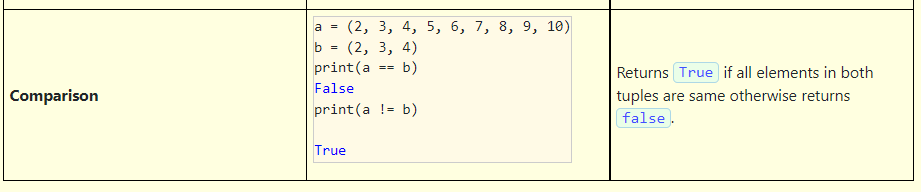 Comparison
a = (2, 3, 4, 5, 6, 7, 8, 9, 10)
b = (2, 3, 4)
print(a == b)
False
print(a != b)
True
Returns True if all elements in both
tuples are same otherwise returns
false.